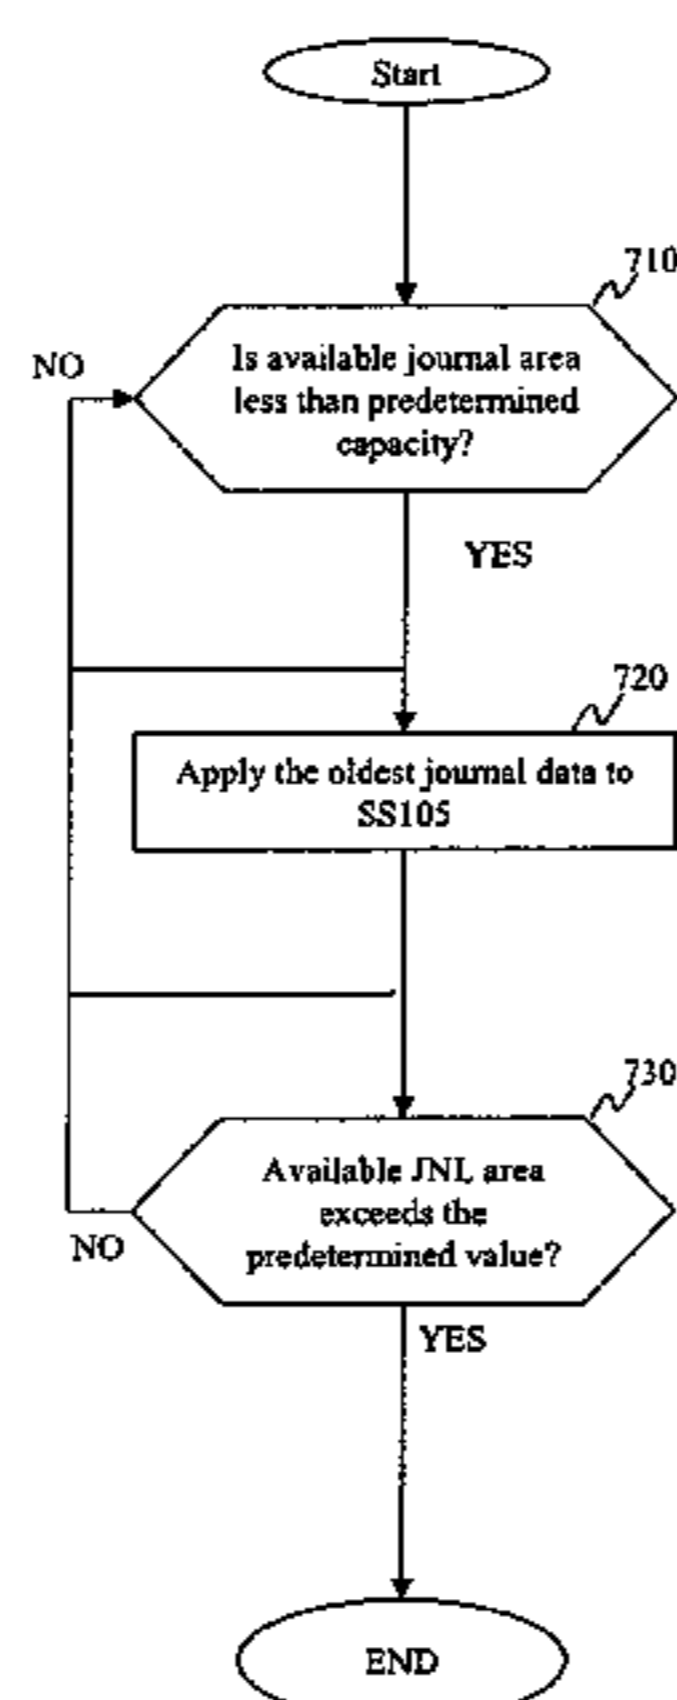 Start
710
NO
Is available journal area
less than predetermined
capacity?
YES
720
Apply the oldest journal data to
SS105
730
Available JNL area
exceeds the
predetermined value?
NO
YES
END